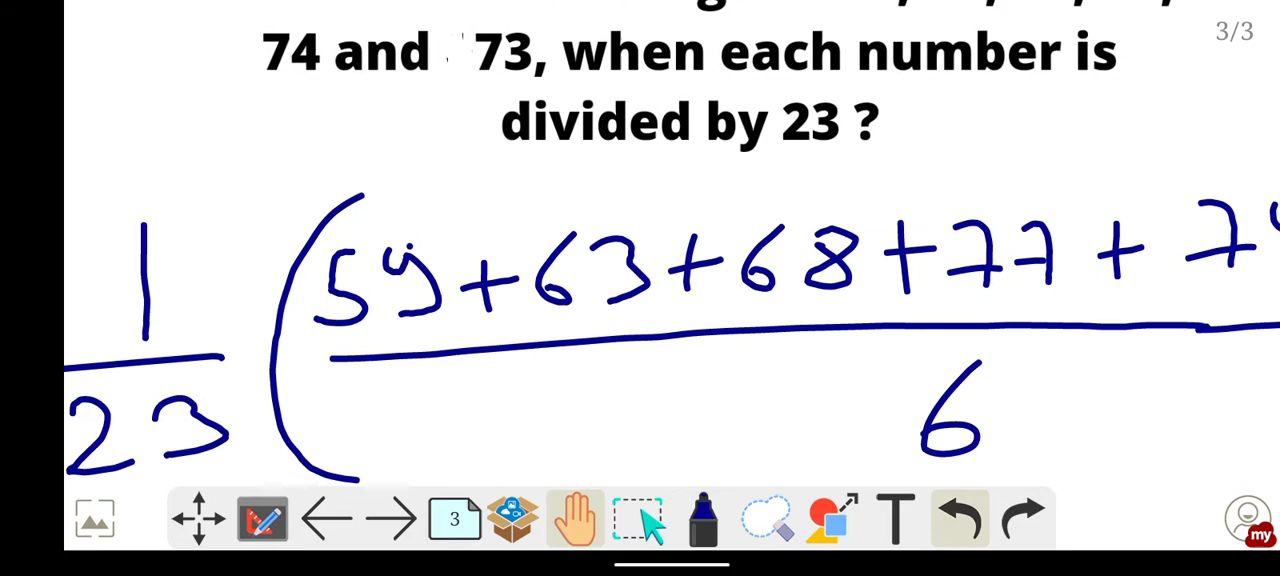 3/3
74 and 73, when each number is
divided by 23 ?
1
23
( 59 + 63 + 68 + 77 + 7
6
3
T
my